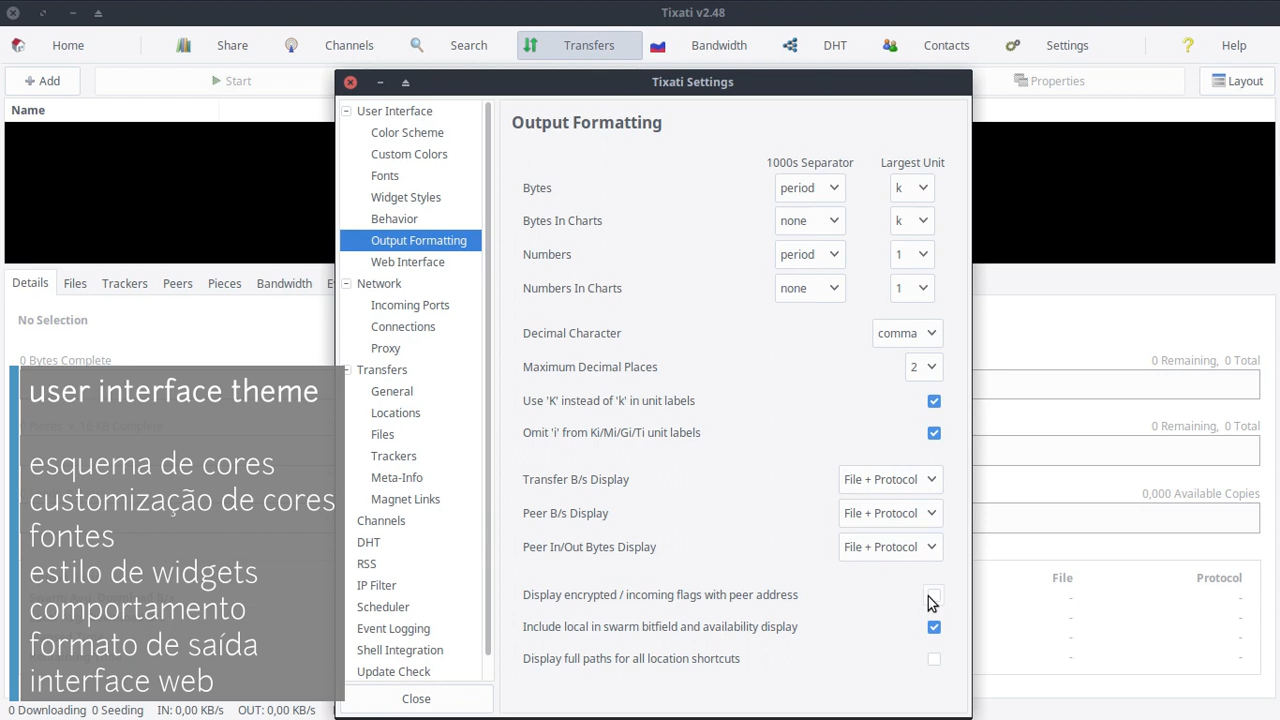 Tixati v2.48
Home Share Channels Search Transfers Bandwidth DHT Contacts Settings Help
Add Start Properties Layout
Name
Details Files Trackers Peers Pieces Bandwidth E
No Selection
0 Bytes Complete 0 Remaining, 0 Total
0 Remaining, 0 Total
0,000 Available Copies
File Protocol
- -
- -
- -
- -
0 Downloading 0 Seeding IN: 0,00 KB/s OUT: 0,00 KB/s
Tixati Settings
User Interface
Color Scheme
Custom Colors
Fonts
Widget Styles
Behavior
Output Formatting
Web Interface
Network
Incoming Ports
Connections
Proxy
Transfers
General
Locations
Files
Trackers
Meta-Info
Magnet Links
Channels
DHT
RSS
IP Filter
Scheduler
Event Logging
Shell Integration
Update Check
Close
Output Formatting
1000s Separator Largest Unit
Bytes period k
Bytes In Charts none k
Numbers period 1
Numbers In Charts none 1
Decimal Character comma
Maximum Decimal Places 2
Use 'K' instead of 'k' in unit labels
Omit 'i' from Ki/Mi/Gi/Ti unit labels
Transfer B/s Display File + Protocol
Peer B/s Display File + Protocol
Peer In/Out Bytes Display File + Protocol
Display encrypted / incoming flags with peer address
Include local in swarm bitfield and availability display
Display full paths for all location shortcuts
user interface theme
esquema de cores
customização de cores
fontes
estilo de widgets
comportamento
formato de saída
interface web